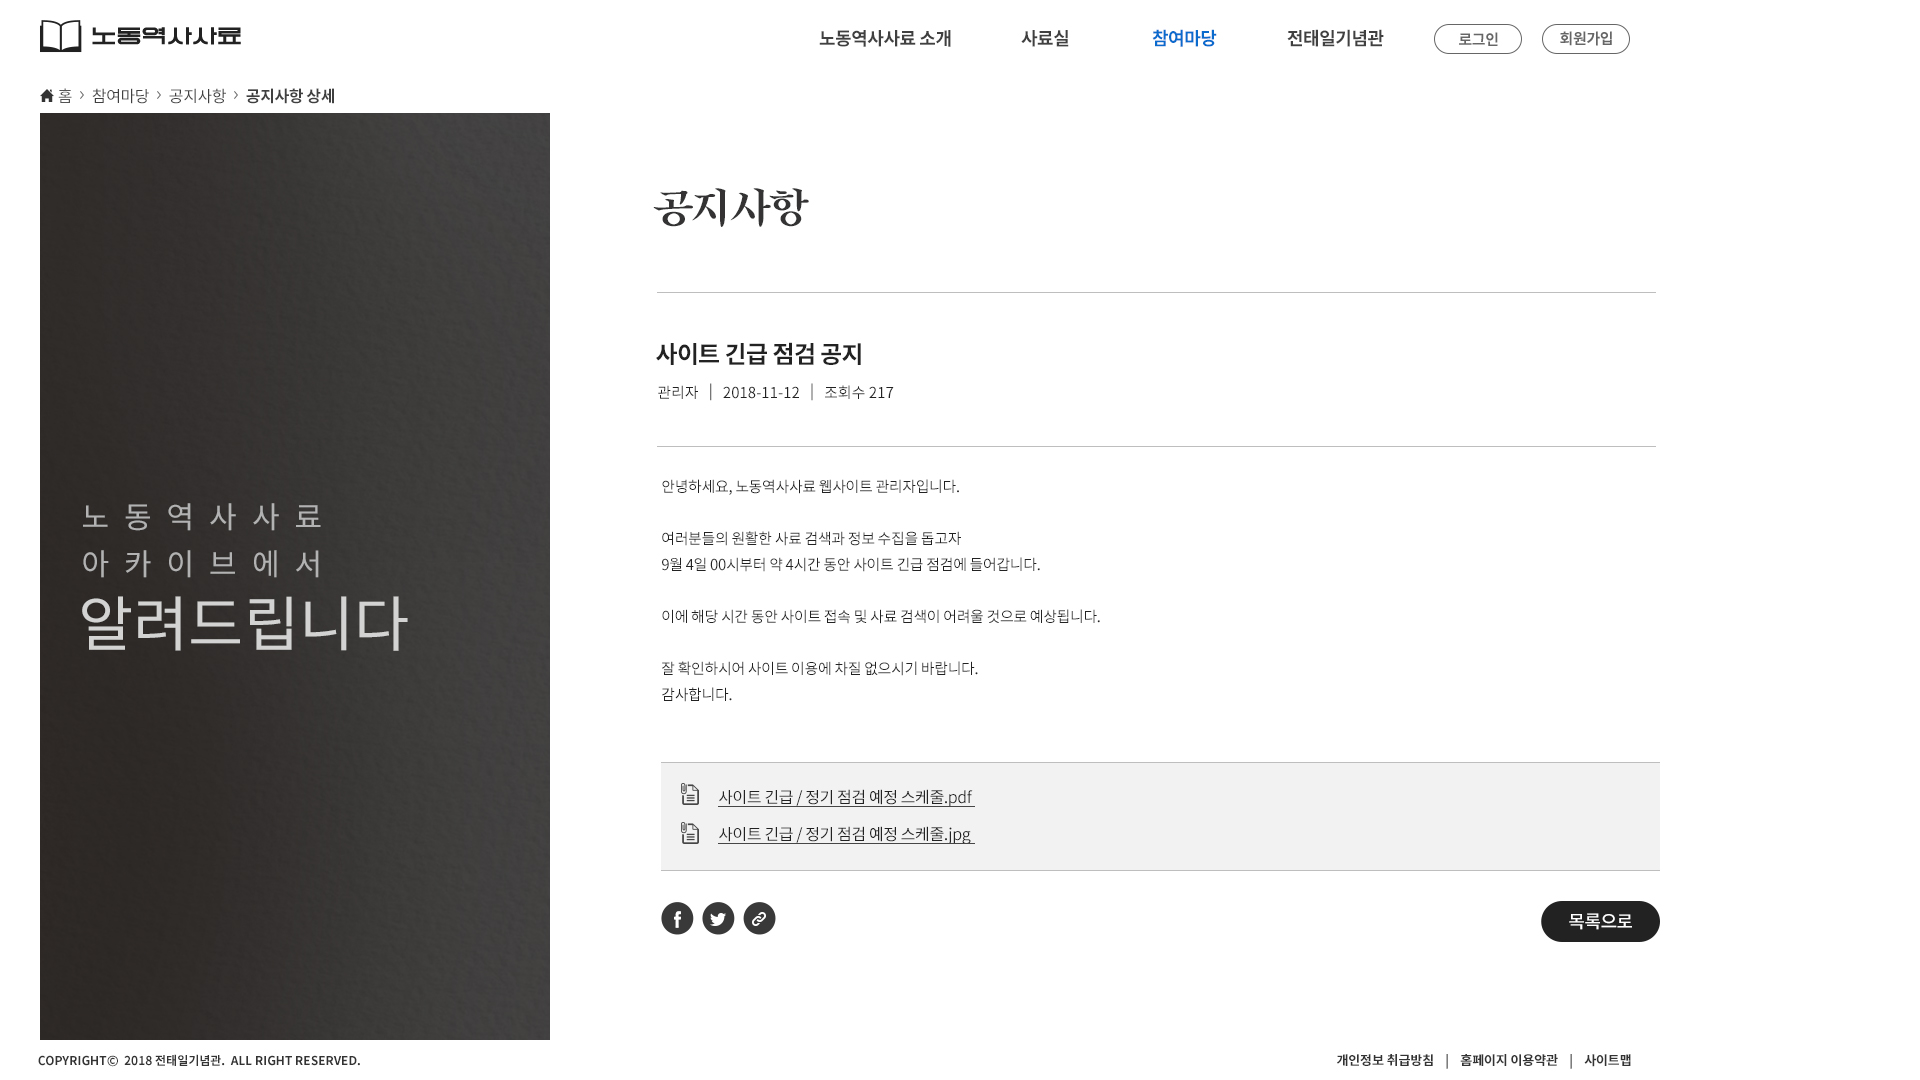 노동역사사료
노동역사사료 소개 사료실 참여마당 전태일기념관 로그인 회원가입
홈 > 참여마당 > 공지사항 > 공지사항 상세
노동역사사료
아카이브에서
알려드립니다
공지사항
사이트 긴급 점검 공지
관리자 | 2018-11-12 | 조회수 217
안녕하세요, 노동역사사료 웹사이트 관리자입니다.
여러분들의 원활한 사료 검색과 정보 수집을 돕고자
9월 4일 00시부터 약 4시간 동안 사이트 긴급 점검에 들어갑니다.
이에 해당 시간 동안 사이트 접속 및 사료 검색이 어려울 것으로 예상됩니다.
잘 확인하시어 사이트 이용에 차질 없으시기 바랍니다.
감사합니다.
사이트 긴급 / 정기 점검 예정 스케줄.pdf
사이트 긴급 / 정기 점검 예정 스케줄.jpg
목록으로
COPYRIGHT© 2018 전태일기념관. ALL RIGHT RESERVED.
개인정보 취급방침 | 홈페이지 이용약관 | 사이트맵